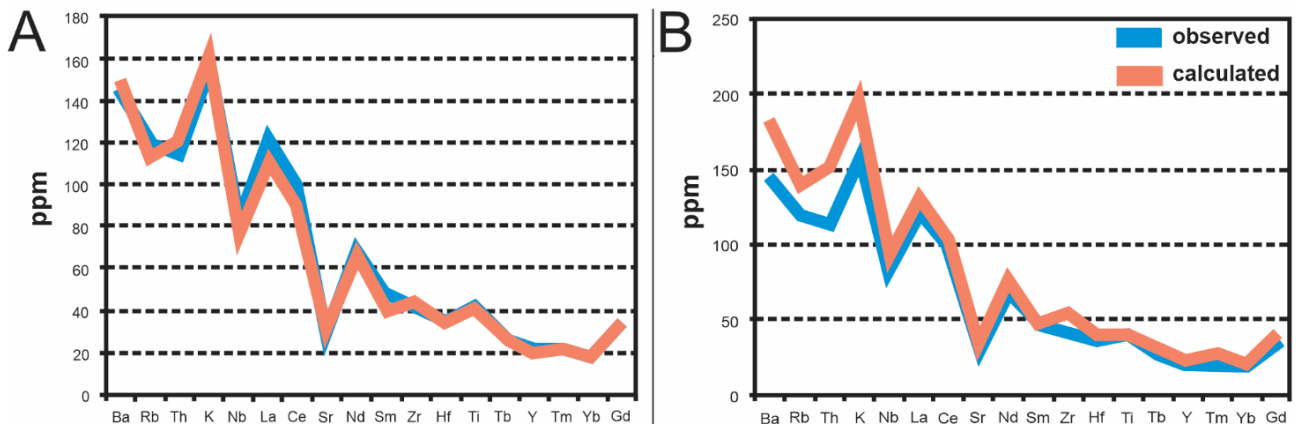 A
ppm
180
160
140
120
100
80
60
40
20
0
Ba Rb Th K Nb La Ce Sr Nd Sm Zr Hf Ti Tb Y Tm Yb Gd
B
ppm
250
200
150
100
50
0
observed
calculated
Ba Rb Th K Nb La Ce Sr Nd Sm Zr Hf Ti Tb Y Tm Yb Gd